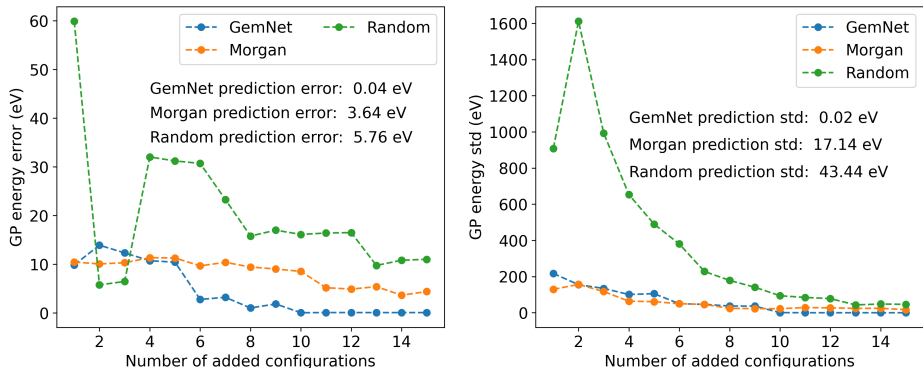 GemNet
Morgan
Random
GemNet prediction error: 0.04 eV
Morgan prediction error: 3.64 eV
Random prediction error: 5.76 eV
GP energy error (eV)
60
50
40
30
20
10
0
2 4 6 8 10 12 14
Number of added configurations
GemNet
Morgan
Random
GemNet prediction std: 0.02 eV
Morgan prediction std: 17.14 eV
Random prediction std: 43.44 eV
GP energy std (eV)
1600
1400
1200
1000
800
600
400
200
0
2 4 6 8 10 12 14
Number of added configurations